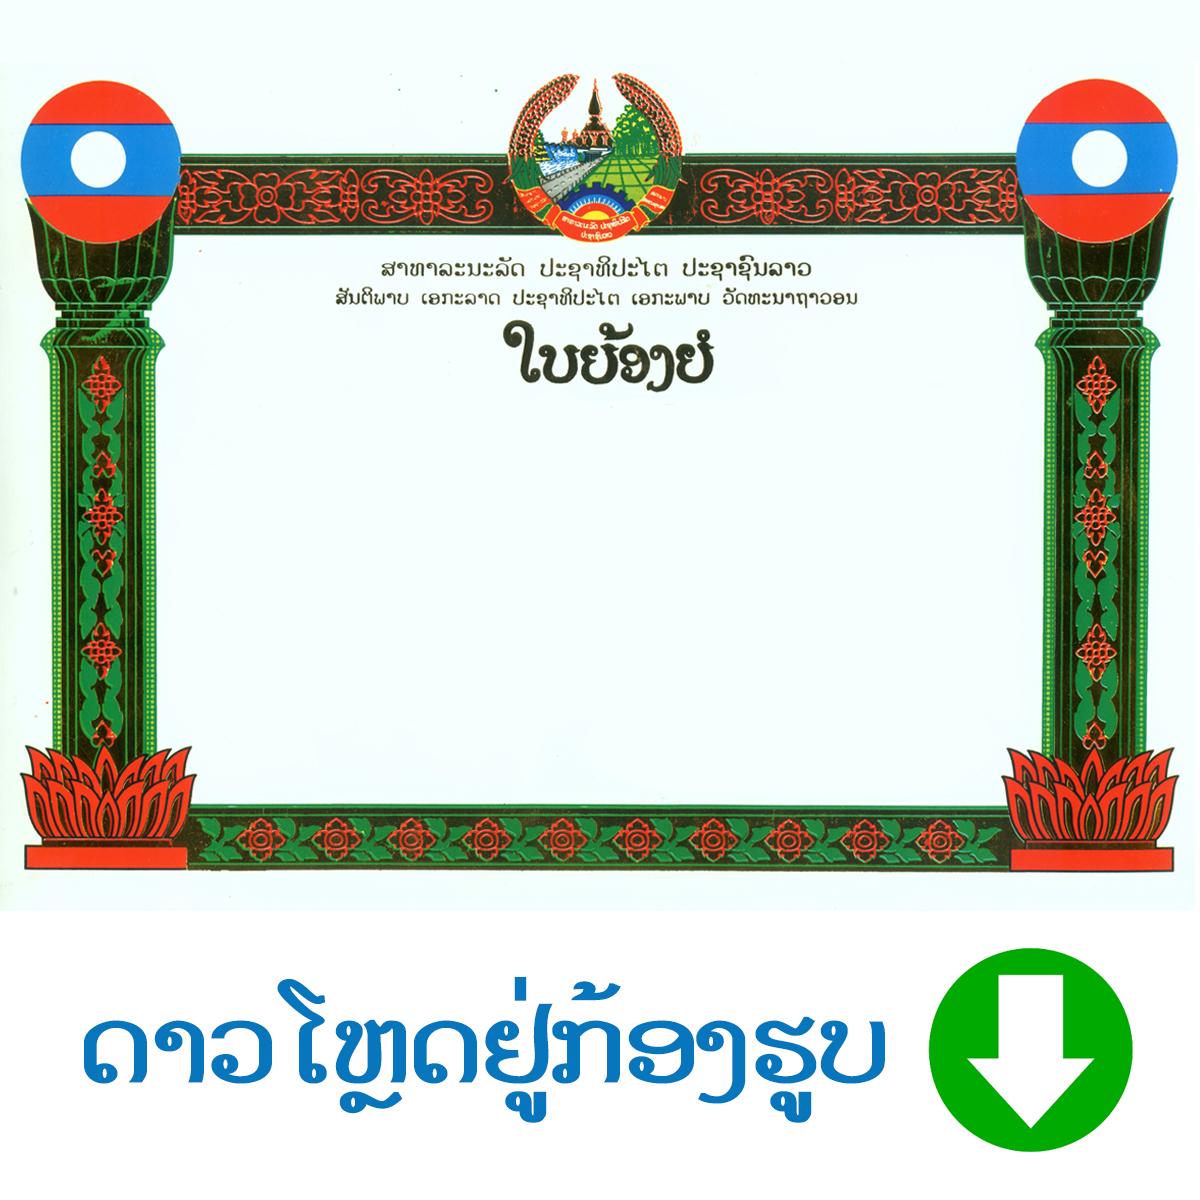 ສາທາລະນະລັດ ປະຊາທິປະໄຕ ປະຊາຊົນລາວ
ສັນຕິພາບ ເອກະລາດ ປະຊາທິປະໄຕ ເອກະພາບ ວັດທະນາຖາວອນ
ໃບຍ້ອງຍໍ
ດາວໂຫຼດຢູ່ກ້ອງຮູບ